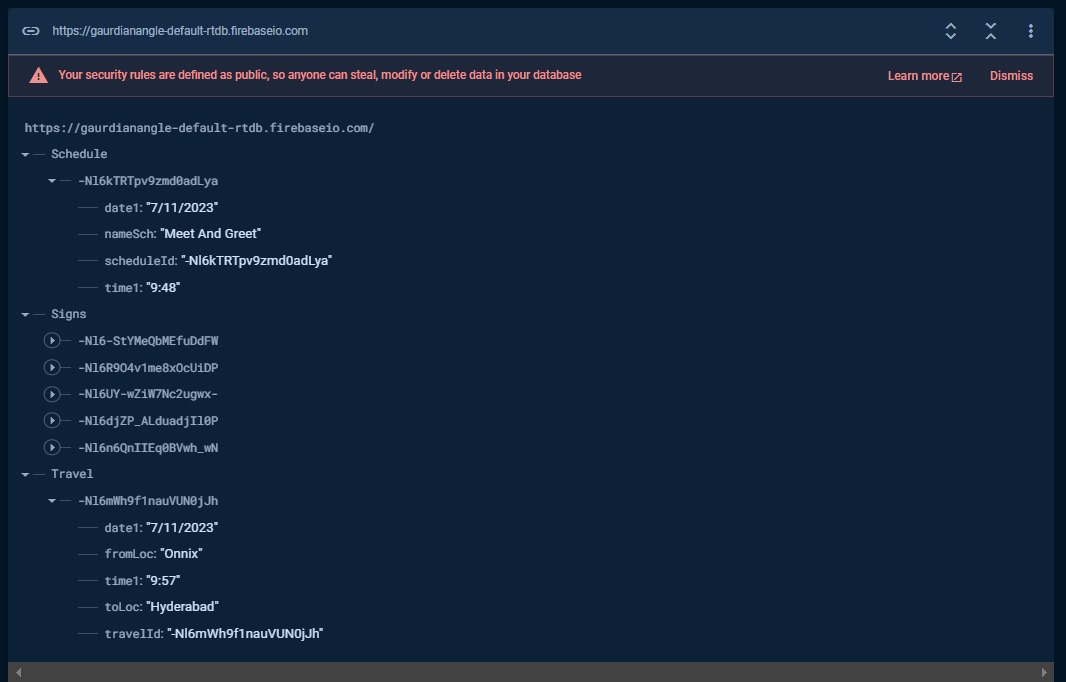 https://gaurdianangle-default-rtdb.firebaseio.com
Your security rules are defined as public, so anyone can steal, modify or delete data in your database
Learn more
Dismiss
https://gaurdianangle-default-rtdb.firebaseio.com/
Schedule
-Nl6kTRTpv9zmd0adLya
date1: "7/11/2023"
nameSch: "Meet And Greet"
scheduleId: "-Nl6kTRTpv9zmd0adLya"
time1: "9:48"
Signs
-Nl6-StYMeQbMEfuDdFW
-Nl6R9O4v1me8xOcUiDP
-Nl6UY-wZiW7Nc2ugwx-
-Nl6djZP_ALduadjIl0P
-Nl6n6QnIIEq0BVwh_wN
Travel
-Nl6mWh9f1nauVUN0jJh
date1: "7/11/2023"
fromLoc: "Onnix"
time1: "9:57"
toLoc: "Hyderabad"
travelId: "-Nl6mWh9f1nauVUN0jJh"